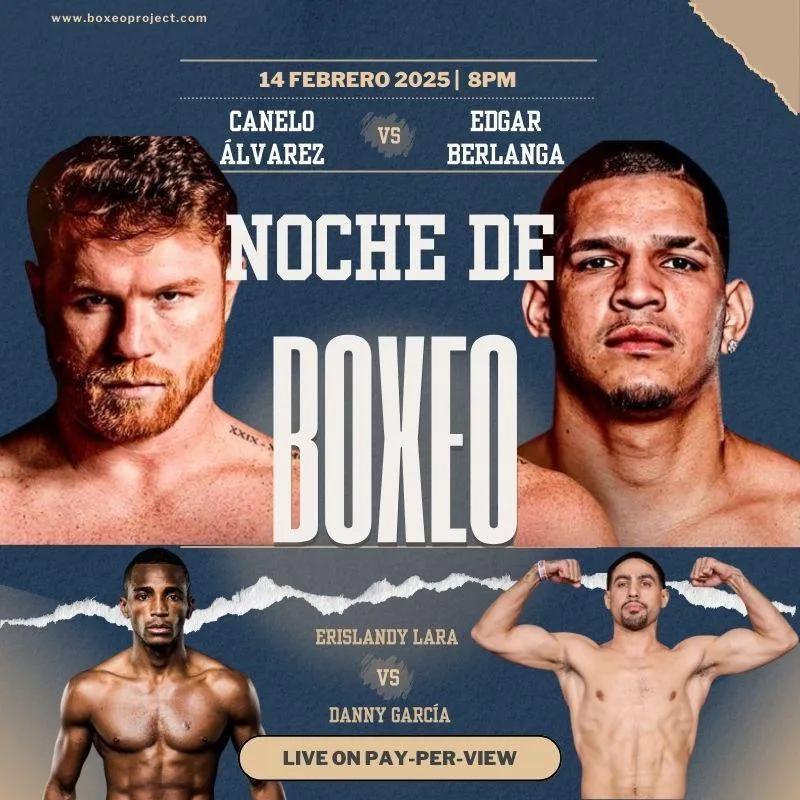 www.boxeoproject.com
14 FEBRERO 2025 | 8PM
CANELO
ÁLVAREZ
VS
EDGAR
BERLANGA
NOCHE DE
BOXEO
XXIX -
ERISLANDY LARA
VS
DANNY GARCÍA
LIVE ON PAY-PER-VIEW